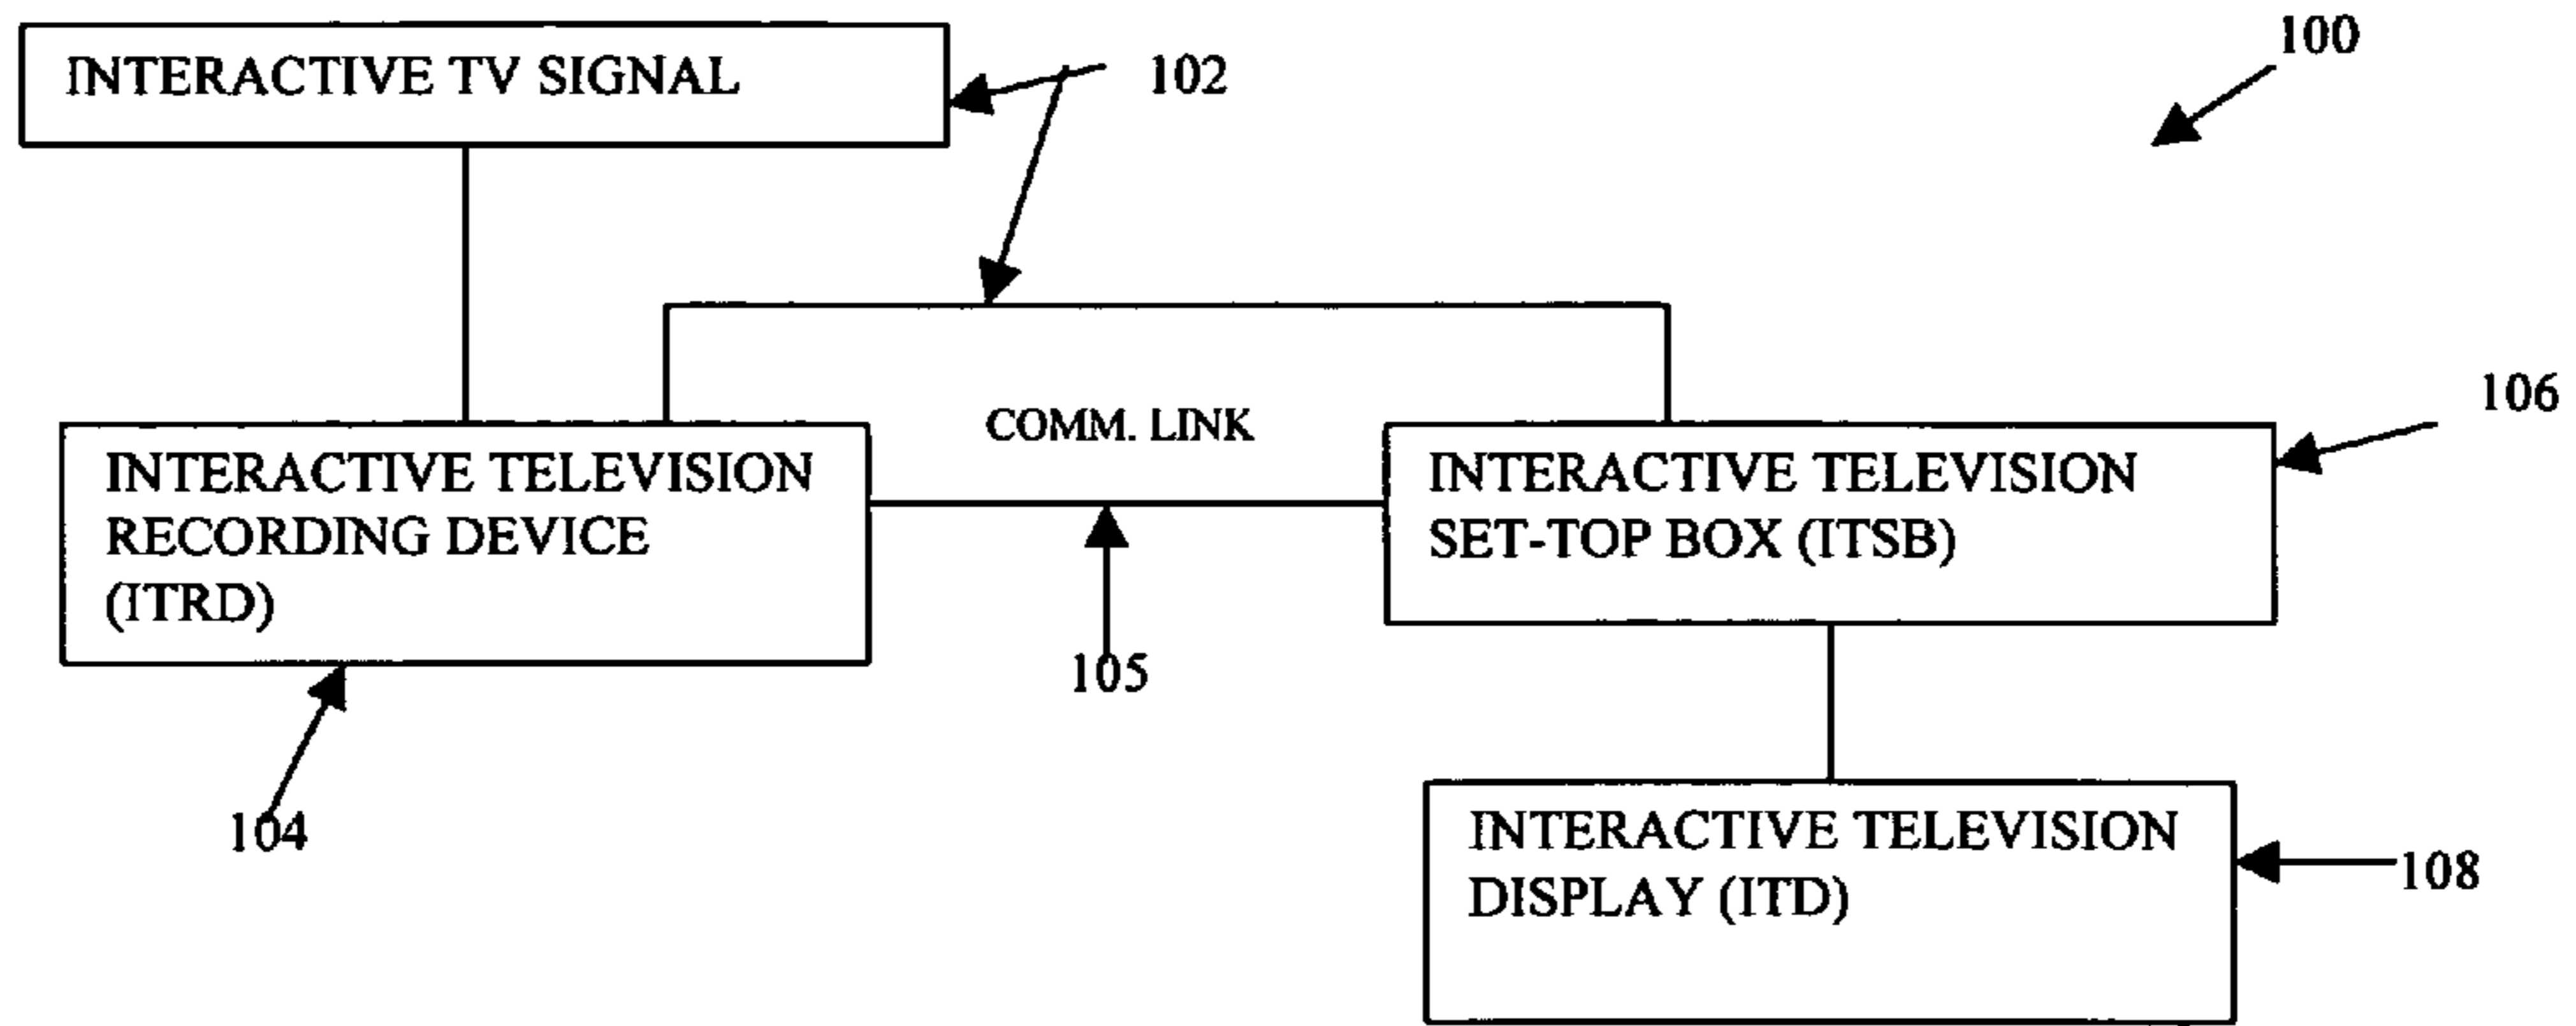 INTERACTIVE TV SIGNAL
102
100
106
COMM. LINK
INTERACTIVE TELEVISION
RECORDING DEVICE
(ITRD)
INTERACTIVE TELEVISION
SET-TOP BOX (ITSB)
105
104
INTERACTIVE TELEVISION
DISPLAY (ITD)
108